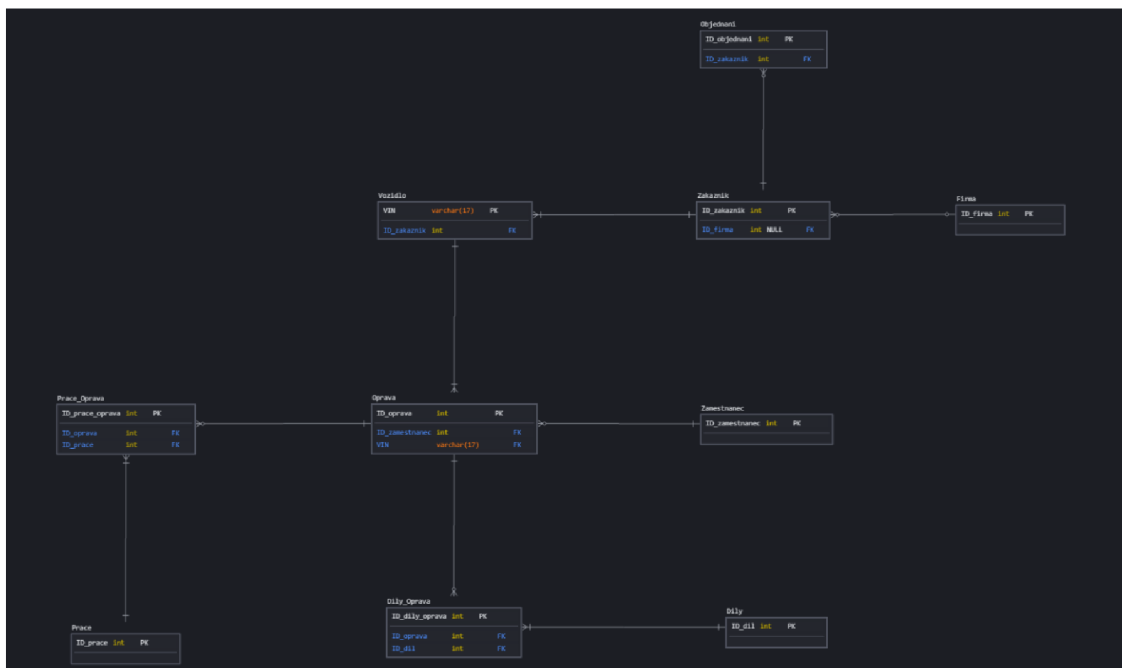 Objednani
ID_objednani int PK
ID_zakaznik int FK
Vozidlo
VIN varchar(17) PK
ID_zakaznik int FK
Zakaznik
ID_zakaznik int PK
ID_firma int NULL FK
Firma
ID_firma int PK
Prace_Oprava
ID_prace_oprava int PK
ID_oprava int FK
ID_prace int FK
Oprava
ID_oprava int PK
ID_zamestnanec int FK
VIN varchar(17) FK
Zamestnanec
ID_zamestnanec int PK
Prace
ID_prace int PK
Dily_Oprava
ID_dily_oprava int PK
ID_oprava int FK
ID_dil int FK
Dily
ID_dil int PK